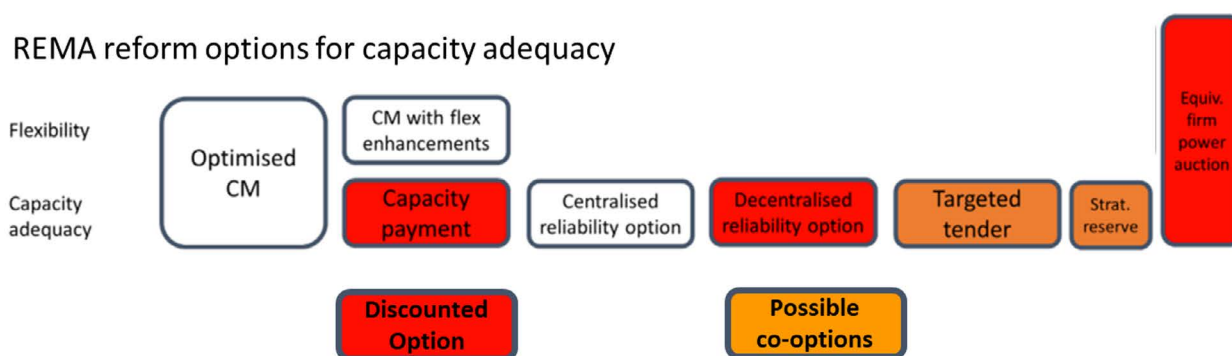 REMA reform options for capacity adequacy
Flexibility
Optimised
CM
CM with flex
enhancements
Equiv.
firm
power
auction
Capacity
adequacy
Capacity
payment
Centralised
reliability option
Decentralised
reliability option
Targeted
tender
Strat.
reserve
Discounted
Option
Possible
co-options